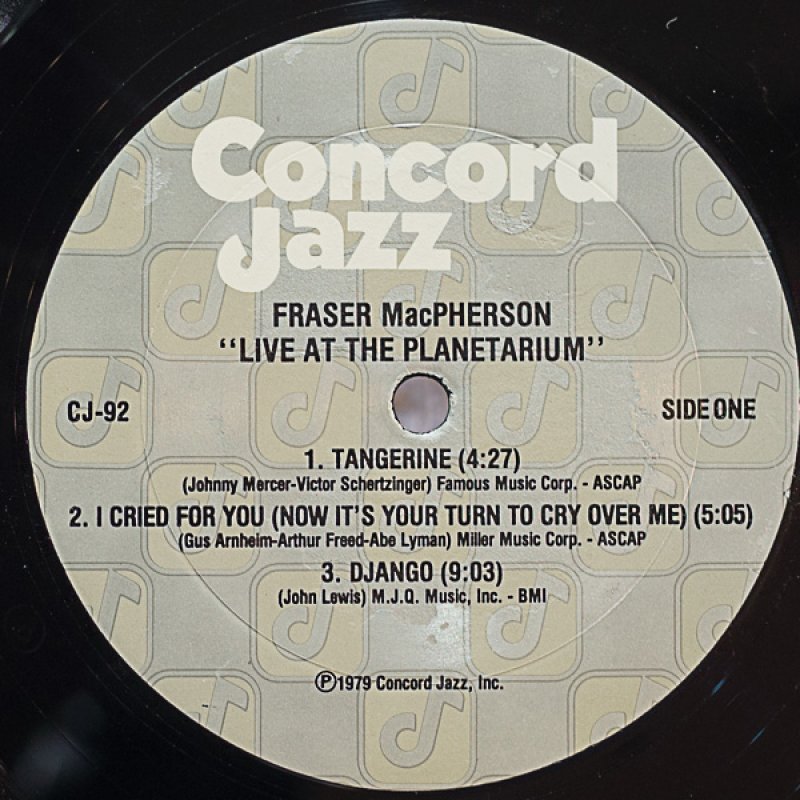 Concord
Jazz
FRASER MacPHERSON
"LIVE AT THE PLANETARIUM"
CJ-92
SIDE ONE
1. TANGERINE (4:27)
(Johnny Mercer-Victor Schertzinger) Famous Music Corp. - ASCAP
2. I CRIED FOR YOU (NOW IT'S YOUR TURN TO CRY OVER ME) (5:05)
(Gus Arnheim-Arthur Freed-Abe Lyman) Miller Music Corp. - ASCAP
3. DJANGO (9:03)
(John Lewis) M.J.Q. Music, Inc. - BMI
Ⓟ1979 Concord Jazz, Inc.